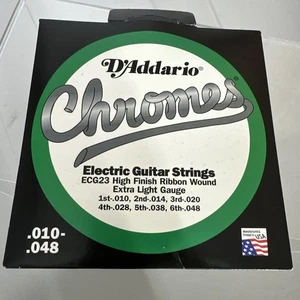 D'Addario
Chromes
Electric Guitar Strings
ECG23 High Finish Ribbon Wound
Extra Light Gauge
1st-.010, 2nd-.014, 3rd-.020
4th-.028, 5th-.038, 6th-.048
.010-
.048
USA